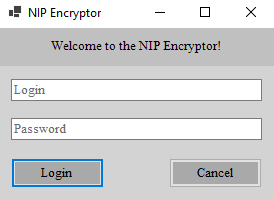 NIP Encryptor
Welcome to the NIP Encryptor!
Login
Password
Login Cancel